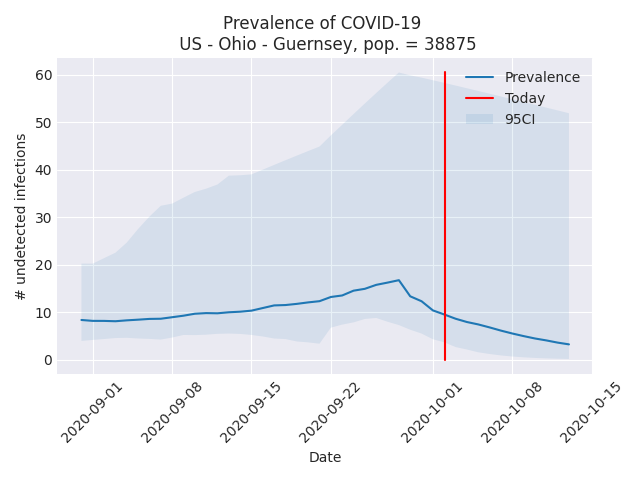 Prevalence of COVID-19
US - Ohio - Guernsey, pop. = 38875
Prevalence
Today
95CI
# undetected infections
60
50
40
30
20
10
0
2020-09-01
2020-09-08
2020-09-15
2020-09-22
2020-10-01
2020-10-08
2020-10-15
Date